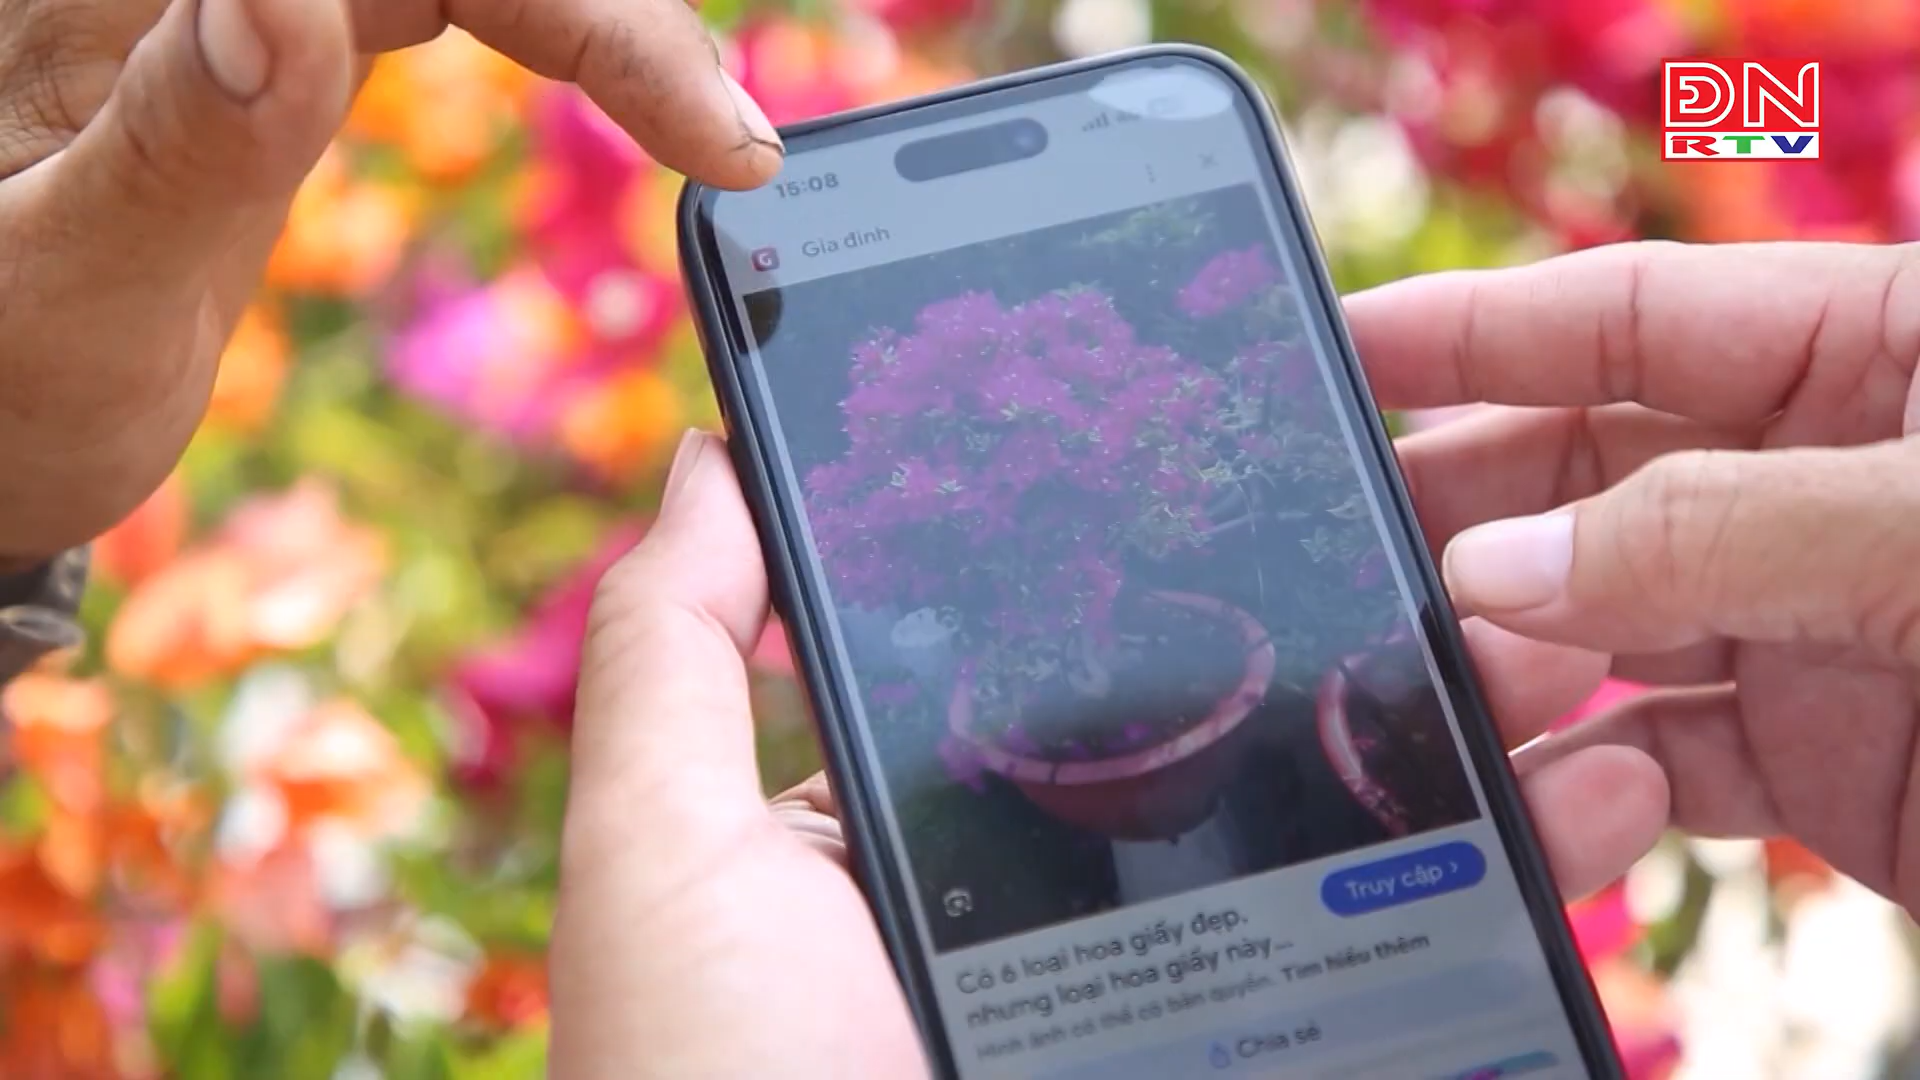 ĐN
RTV
15:08
G
Gia đình
Truy cập ›
Có 6 loại hoa giấy đẹp,
nhưng loại hoa giấy này...
Hình ảnh có thể có bản quyền. Tìm hiểu thêm
Chia sẻ